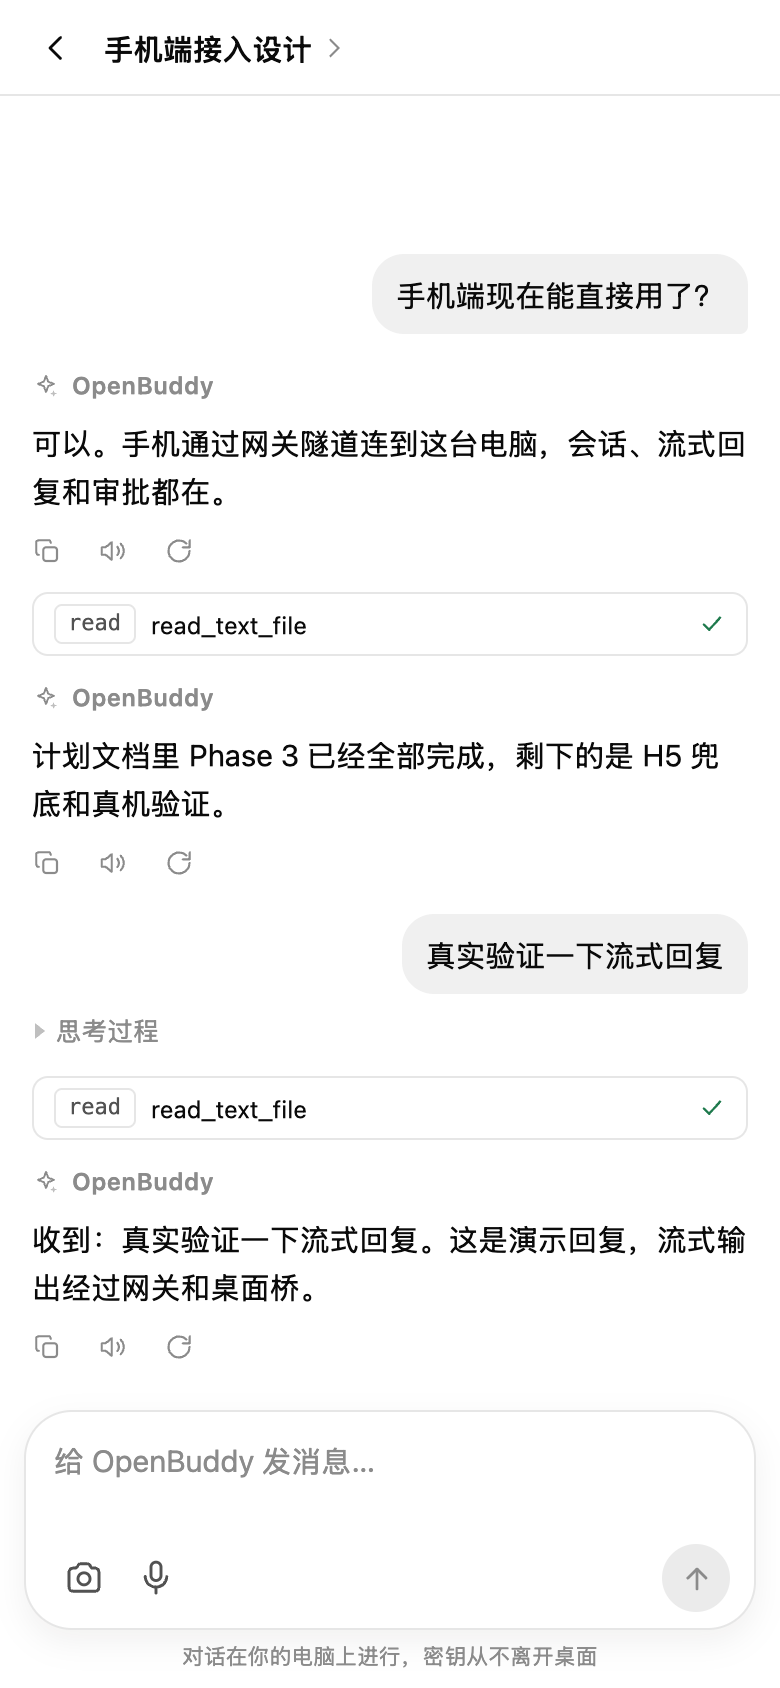 手机端接入设计
手机端现在能直接用了?
OpenBuddy
可以。手机通过网关隧道连到这台电脑，会话、流式回
复和审批都在。
read read_text_file
OpenBuddy
计划文档里 Phase 3 已经全部完成，剩下的是 H5 兜
底和真机验证。
真实验证一下流式回复
思考过程
read read_text_file
OpenBuddy
收到：真实验证一下流式回复。这是演示回复，流式输
出经过网关和桌面桥。
给 OpenBuddy 发消息...
对话在你的电脑上进行，密钥从不离开桌面